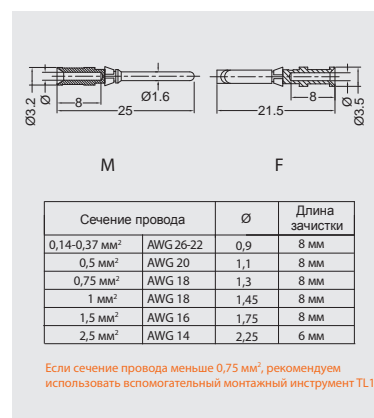 Ø3.2 Ø 8 25 Ø1.6 21.5 8 Ø Ø3.5
M F
Сечение провода Ø Длина зачистки
0,14-0,37 мм² AWG 26-22 0,9 8 мм
0,5 мм² AWG 20 1,1 8 мм
0,75 мм² AWG 18 1,3 8 мм
1 мм² AWG 18 1,45 8 мм
1,5 мм² AWG 16 1,75 8 мм
2,5 мм² AWG 14 2,25 6 мм
Если сечение провода меньше 0,75 мм², рекомендуем
использовать вспомогательный монтажный инструмент TL1